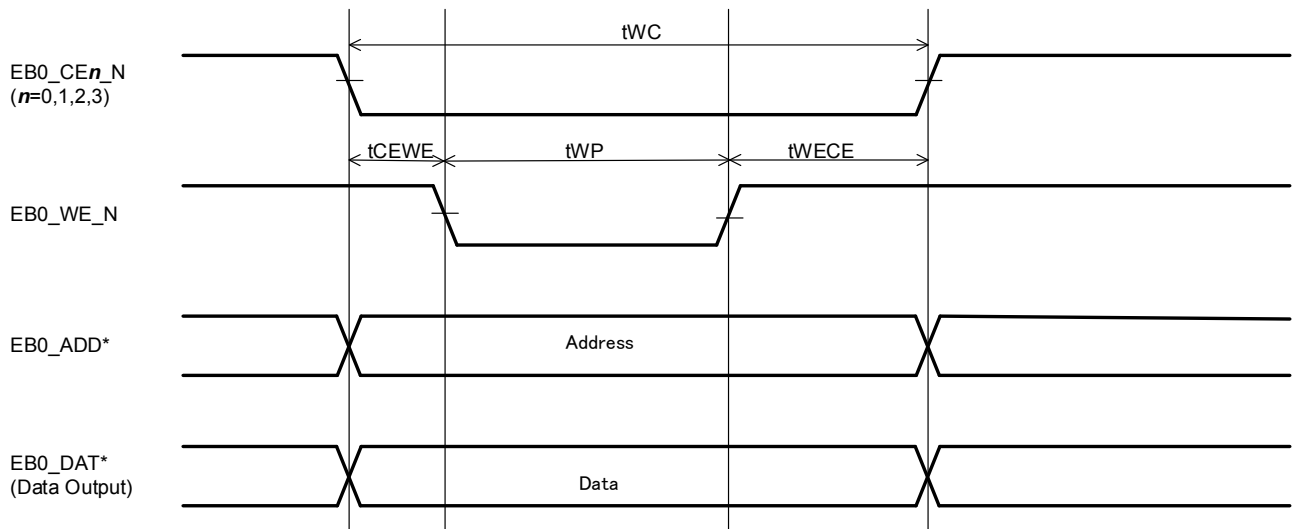 tWC
EB0_CEn_N
(n=0,1,2,3)
tCEWE
tWP
tWECE
EB0_WE_N
EB0_ADD*
Address
EB0_DAT*
(Data Output)
Data